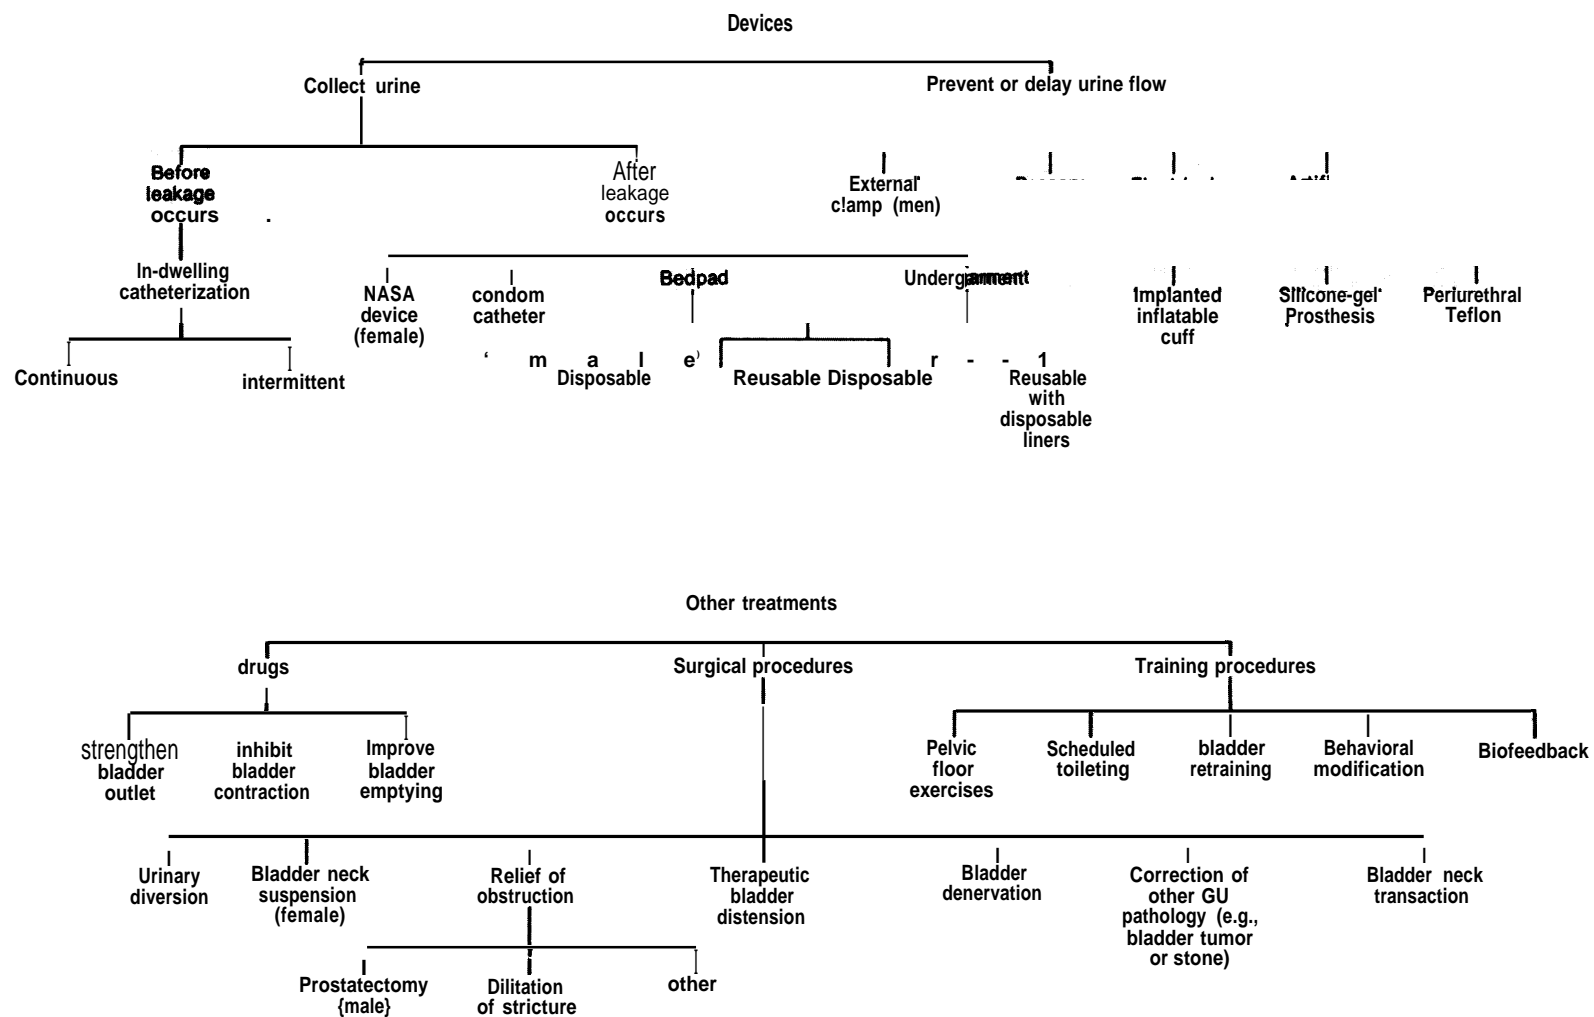 Devices
Collect urine
Prevent or delay urine flow
Before
leakage
occurs
After
leakage
occurs
External
c!amp (men)
In-dwelling
catheterization
Continuous
intermittent
NASA
device
(female)
condom
catheter
‘ m a l e)
Bedpad
Disposable
Reusable
Undergarment
Disposable
r - - 1
Reusable
with
disposable
liners
Implanted
inflatable
cuff
Silicone-gel
Prosthesis
Periurethral
Teflon
Other treatments
drugs
Surgical procedures
Training procedures
strengthen
bladder
outlet
inhibit
bladder
contraction
Improve
bladder
emptying
Pelvic
floor
exercises
Scheduled
toileting
bladder
retraining
Behavioral
modification
Biofeedback
Urinary
diversion
Bladder neck
suspension
(female)
Relief of
obstruction
Therapeutic
bladder
distension
Bladder
denervation
Correction of
other GU
pathology (e.g.,
bladder tumor
or stone)
Bladder neck
transaction
Prostatectomy
{male}
Dilitation
of stricture
other